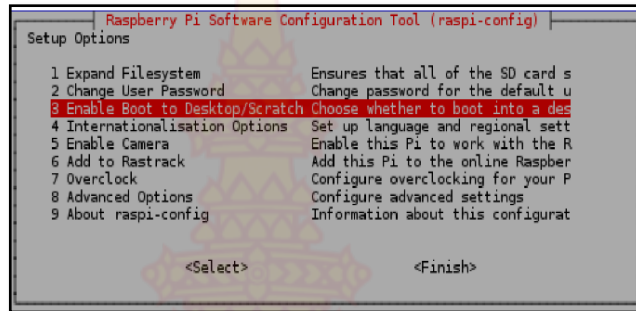 Raspberry Pi Software Configuration Tool (raspi-config)
Setup Options
1 Expand Filesystem Ensures that all of the SD card s
2 Change User Password Change password for the default u
3 Enable Boot to Desktop/Scratch Choose whether to boot into a des
4 Internationalisation Options Set up language and regional sett
5 Enable Camera Enable this Pi to work with the R
6 Add to Rastrack Add this Pi to the online Raspber
7 Overclock Configure overclocking for your P
8 Advanced Options Configure advanced settings
9 About raspi-config Information about this configurat
<Select> <Finish>